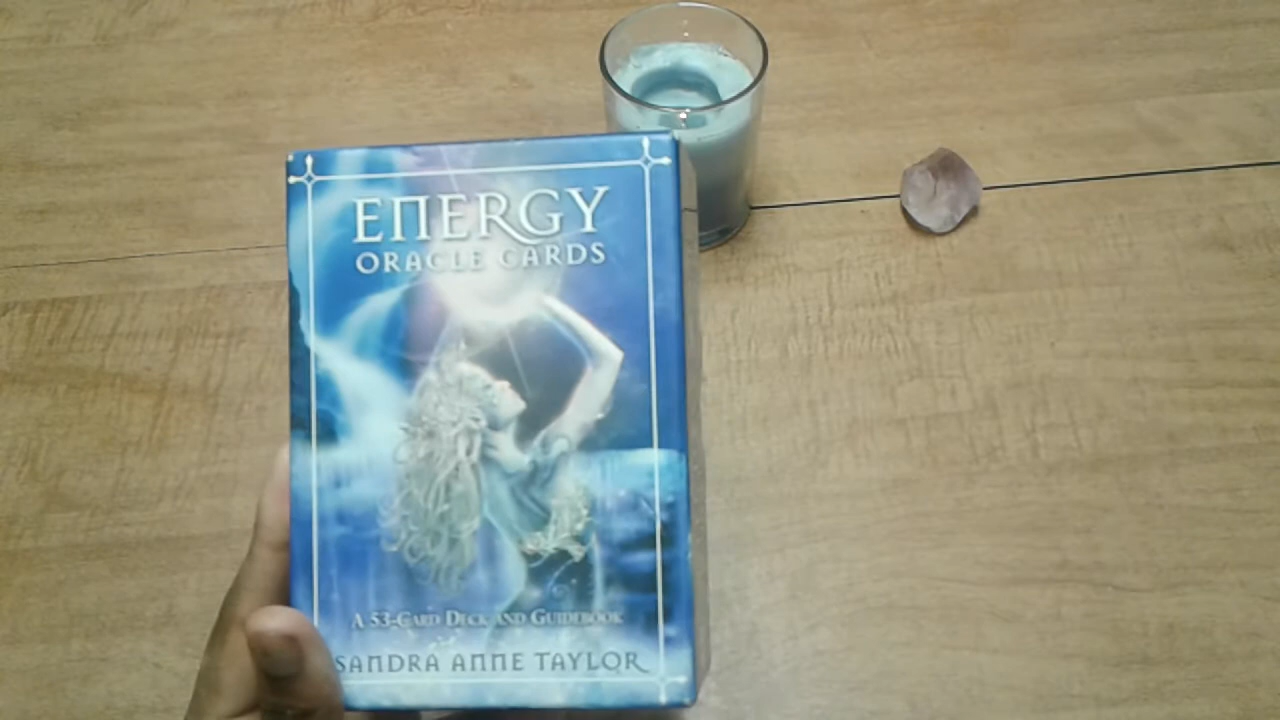 ENERGY
ORACLE CARDS
A 53-CARD DECK AND GUIDEBOOK
SANDRA ANNE TAYLOR